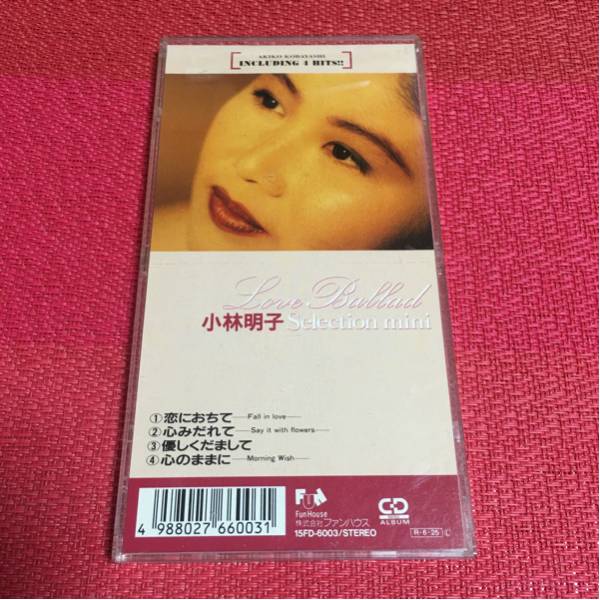 AKIKO KOBAYASHI
INCLUDING 4 HITS!!
Love Ballad
小林明子 Selection mini
①恋におちて—Fall in love—
②心みだれて—Say it with flowers—
③優しくだまして
④心のままに—Morning Wish—
4 988027 660031
Fun
Fun House
株式会社ファンハウス
15FD-6003/STEREO
CD
ALBUM
R-6·25 L